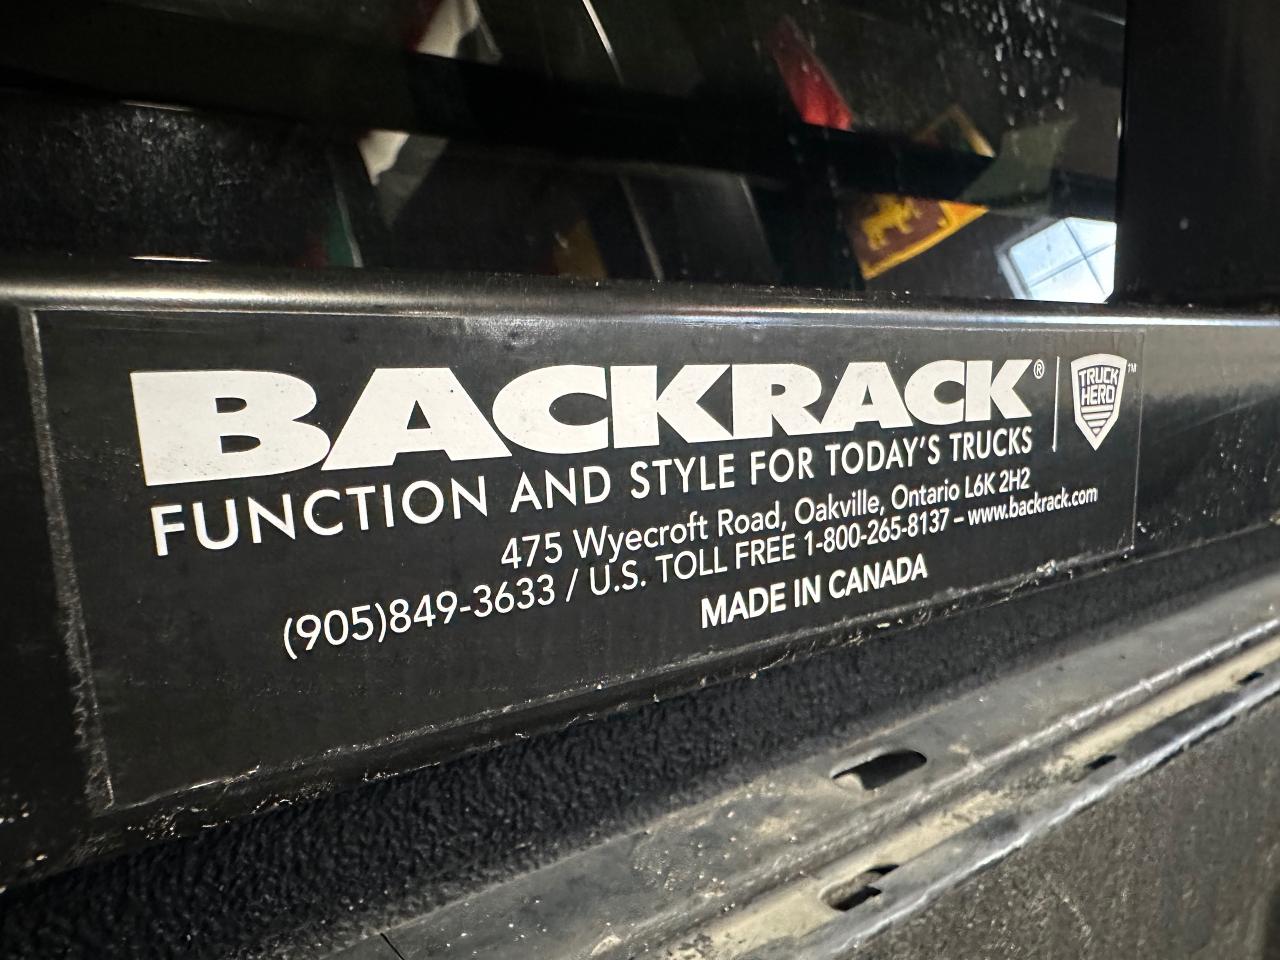 BACKRACK®
TRUCK
HERO ™
FUNCTION AND STYLE FOR TODAY'S TRUCKS
475 Wyecroft Road, Oakville, Ontario L6K 2H2
(905)849-3633 / U.S. TOLL FREE 1-800-265-8137 – www.backrack.com
MADE IN CANADA